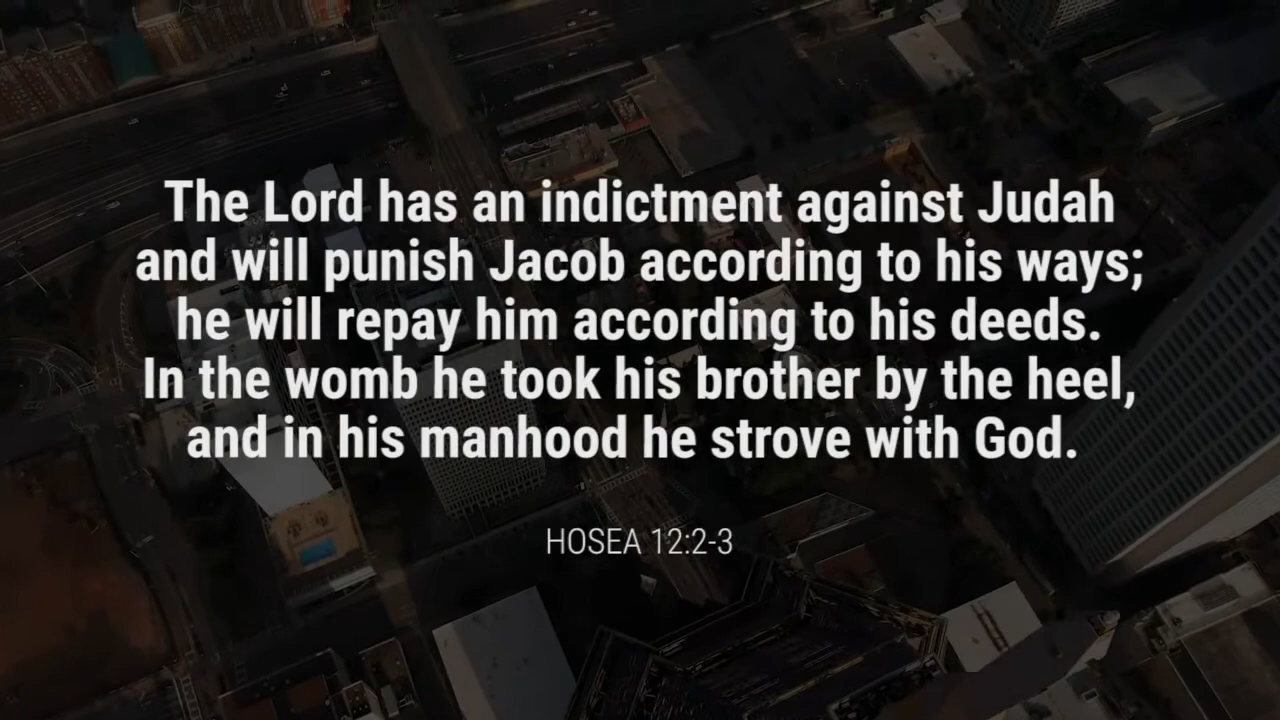 The Lord has an indictment against Judah
and will punish Jacob according to his ways;
he will repay him according to his deeds.
In the womb he took his brother by the heel,
and in his manhood he strove with God.
HOSEA 12:2-3